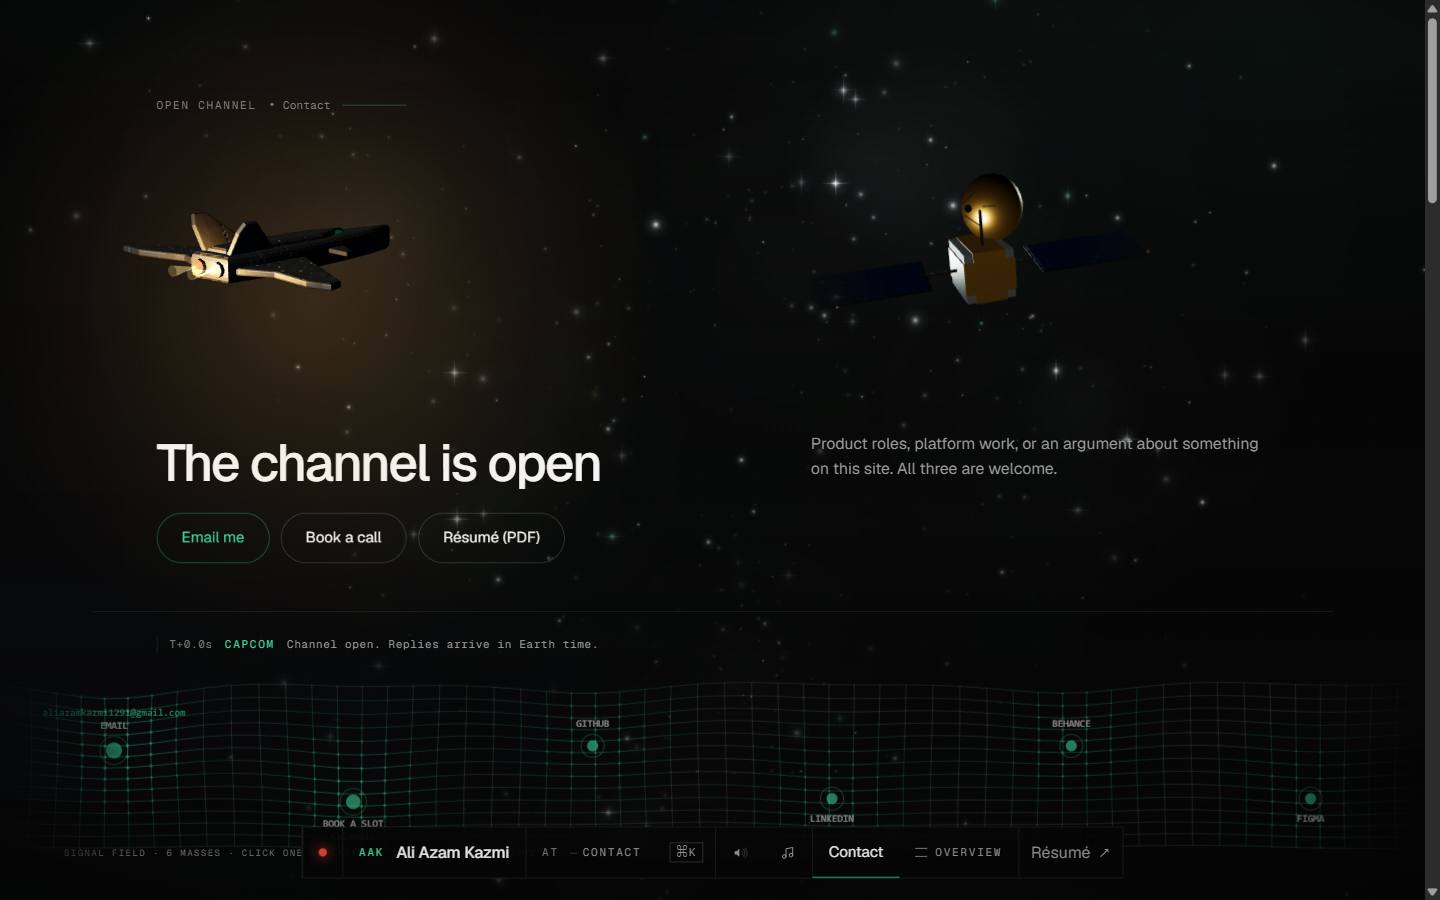 OPEN CHANNEL • Contact
The channel is open
Product roles, platform work, or an argument about something
on this site. All three are welcome.
Email me
Book a call
Résumé (PDF)
T+0.0s CAPCOM Channel open. Replies arrive in Earth time.
aliazamkazmi1291@gmail.com
EMAIL
GITHUB
BEHANCE
BOOK A SLOT
LINKEDIN
FIGMA
SIGNAL FIELD · 6 MASSES · CLICK ONE
AAK Ali Azam Kazmi
AT — CONTACT
⌘K
Contact
OVERVIEW
Résumé ↗